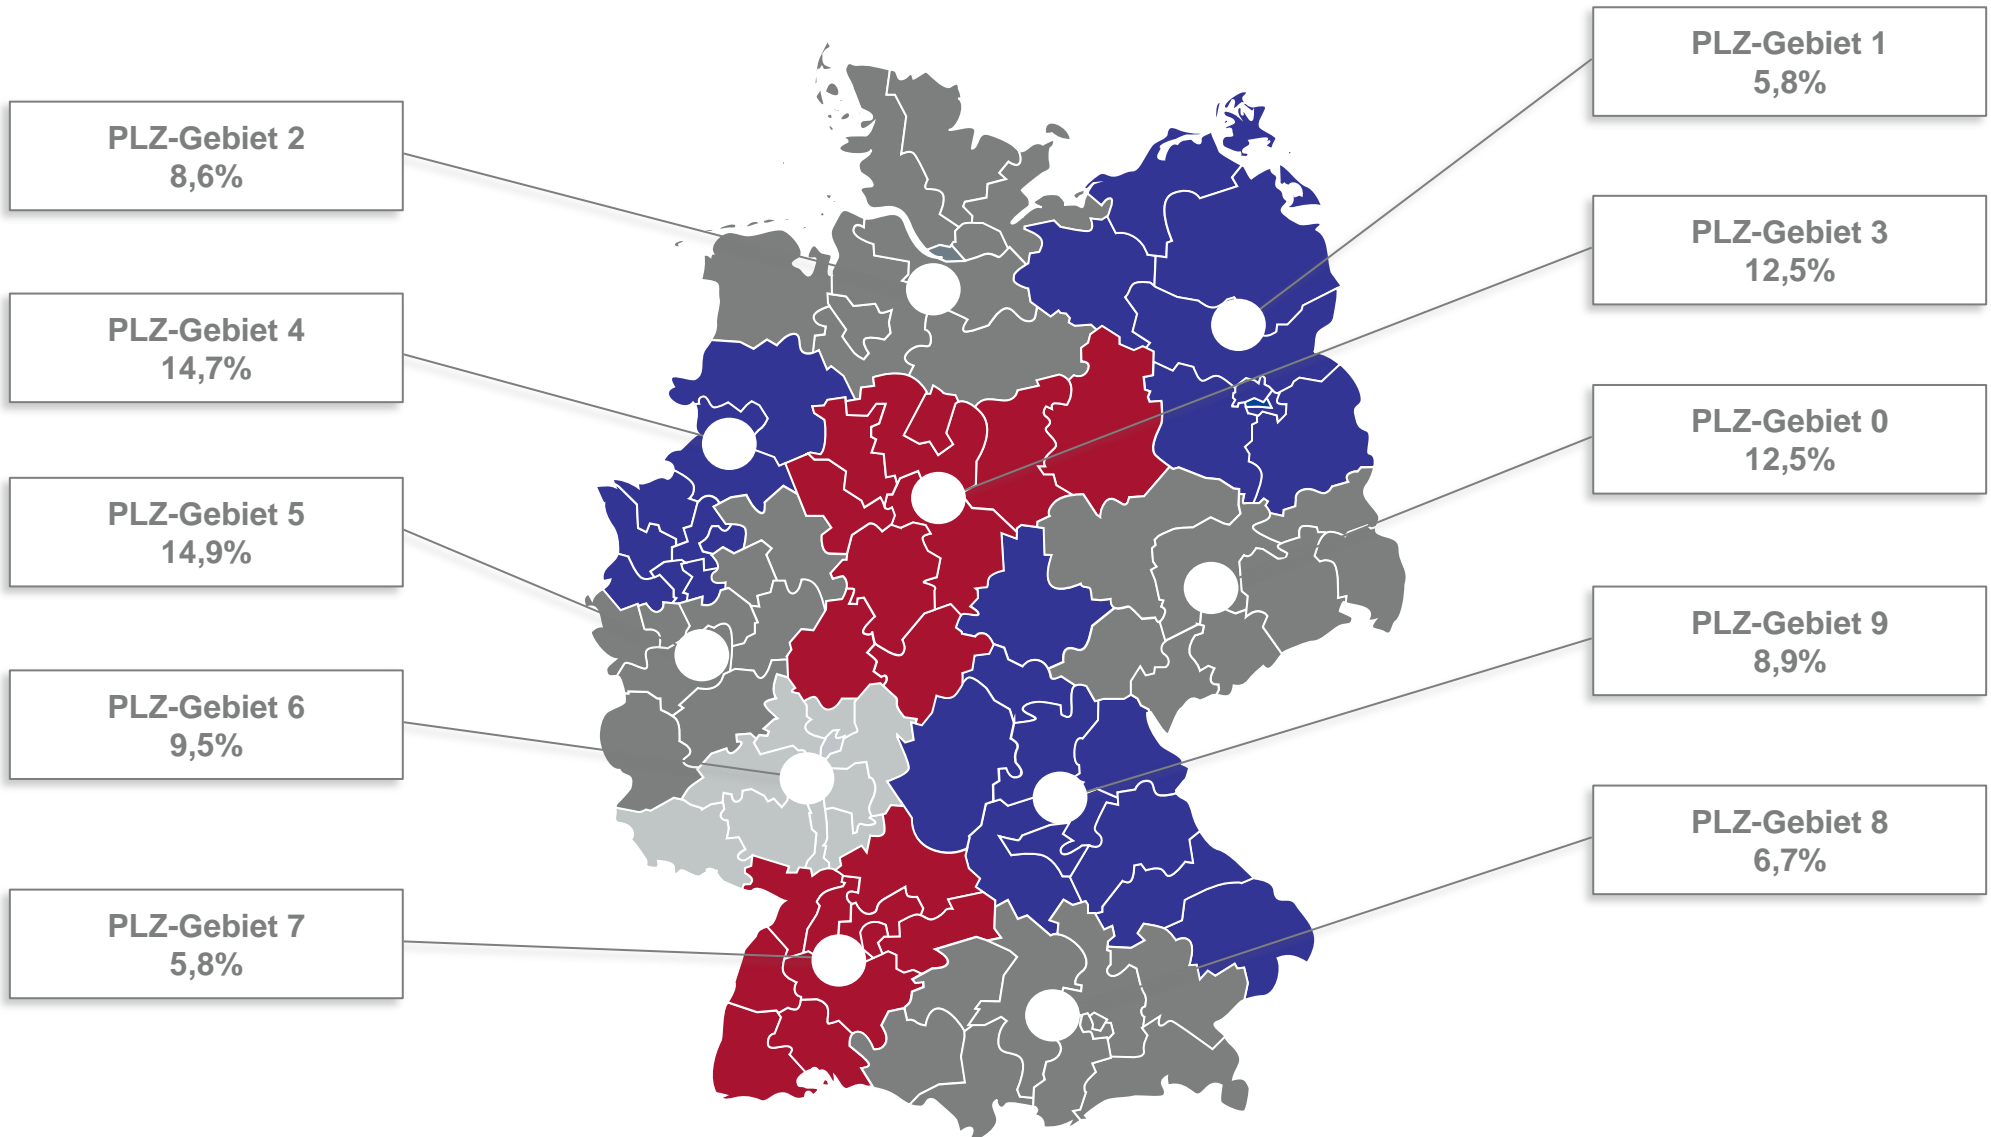 PLZ-Gebiet 2
8,6%
PLZ-Gebiet 4
14,7%
PLZ-Gebiet 5
14,9%
PLZ-Gebiet 6
9,5%
PLZ-Gebiet 7
5,8%
PLZ-Gebiet 1
5,8%
PLZ-Gebiet 3
12,5%
PLZ-Gebiet 0
12,5%
PLZ-Gebiet 9
8,9%
PLZ-Gebiet 8
6,7%